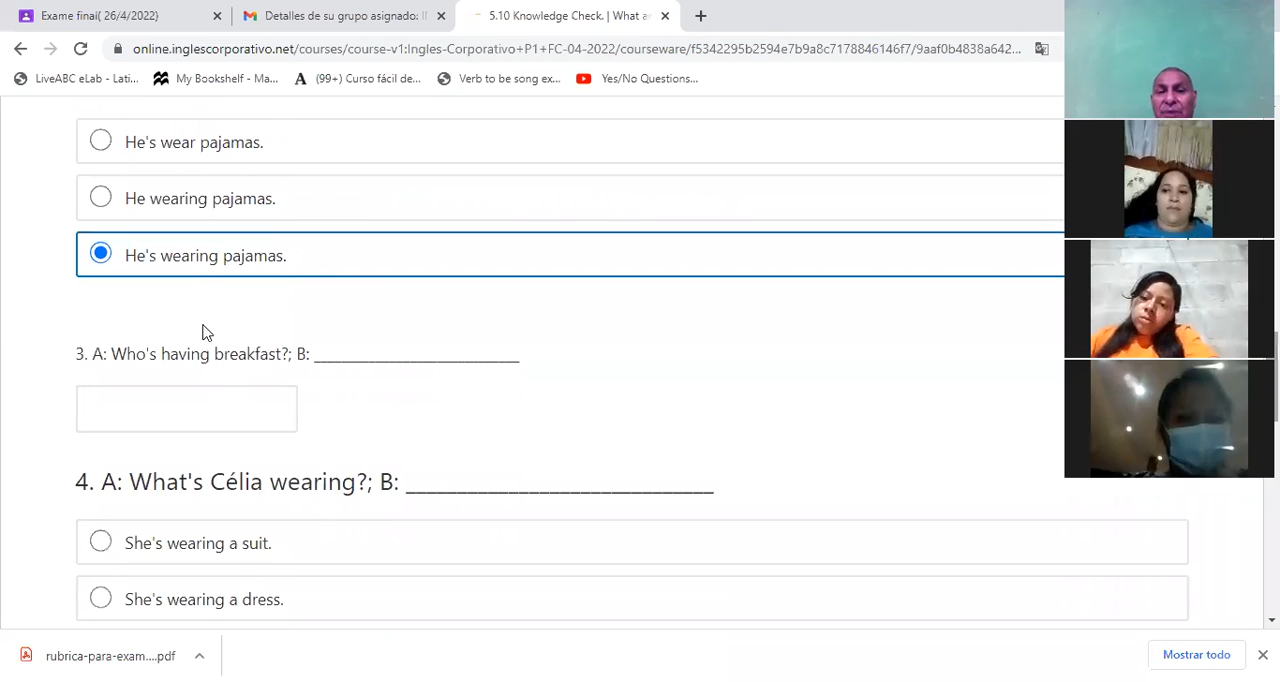 Exame final( 26/4/2022)
Detalles de su grupo asignado: II
5.10 Knowledge Check. | What a
online.inglescorporativo.net/courses/course-v1:Ingles-Corporativo+P1+FC-04-2022/courseware/f5342295b2594e7b9a8c7178846146f7/9aaf0b4838a642...
LiveABC eLab - Lati... My Bookshelf - Ma... (99+) Curso fácil de... Verb to be song ex... Yes/No Questions...
He's wear pajamas.
He wearing pajamas.
He's wearing pajamas.
3. A: Who's having breakfast?; B: _________________________
4. A: What's Célia wearing?; B: ______________________________
She's wearing a suit.
She's wearing a dress.
rubrica-para-exam....pdf
Mostrar todo